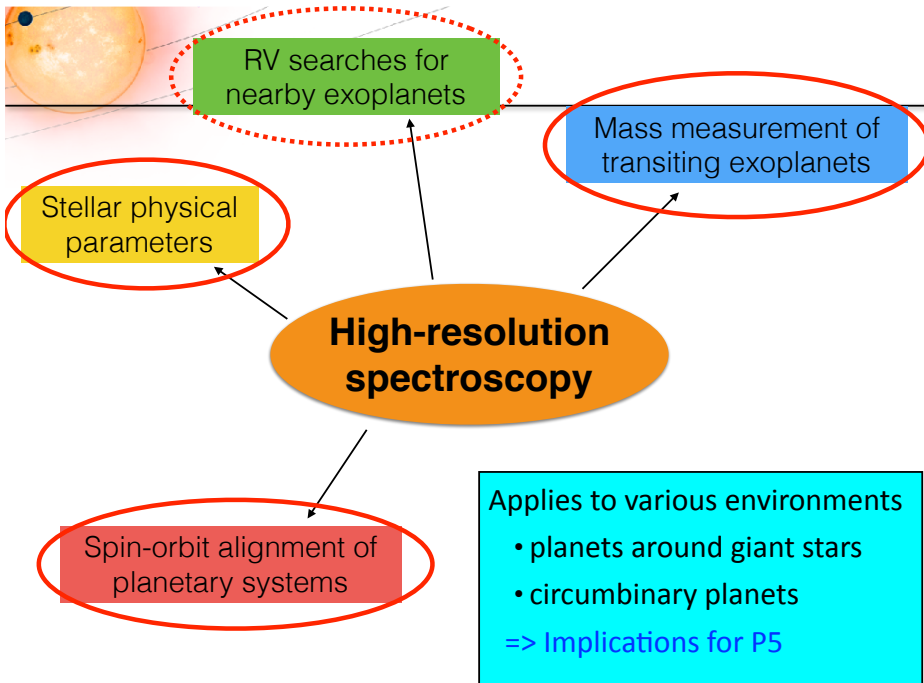 RV searches for
nearby exoplanets
Mass measurement of
transiting exoplanets
Stellar physical
parameters
High-resolution
spectroscopy
Spin-orbit alignment of
planetary systems
Applies to various environments
• planets around giant stars
• circumbinary planets
=> Implications for P5